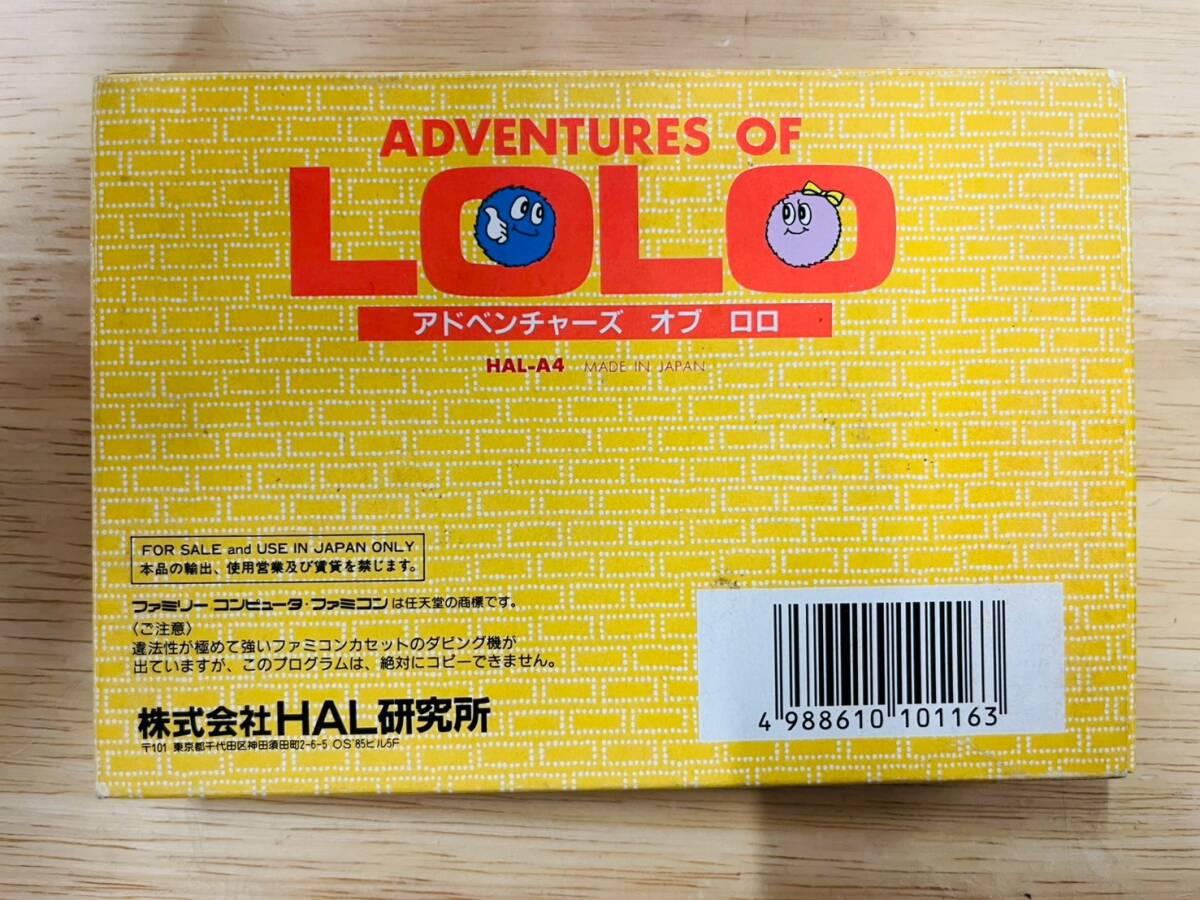 ADVENTURES OF
LOLO
アドベンチャーズ オブ ロロ
HAL-A4 MADE IN JAPAN
FOR SALE and USE IN JAPAN ONLY
本品の輸出、使用営業及び賃貸を禁じます。
ファミリーコンピュータ・ファミコンは任天堂の商標です。
〈ご注意〉
違法性が極めて強いファミコンカセットのダビング機が
出ていますが、このプログラムは、絶対にコピーできません。
株式会社HAL研究所
〒101 東京都千代田区神田須田町2-6-5 OS'85ビル5F
4 988610 101163